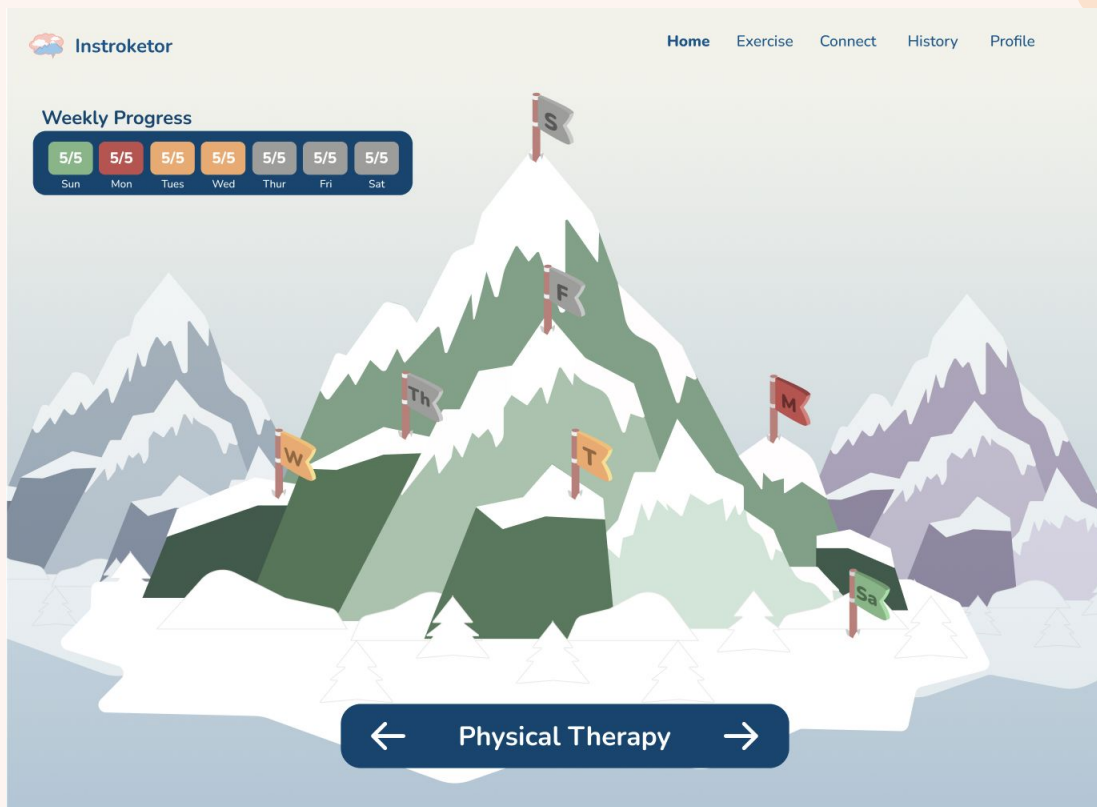 Instroketor
Home Exercise Connect History Profile
Weekly Progress
5/5 5/5 5/5 5/5 5/5 5/5 5/5
Sun Mon Tues Wed Thur Fri Sat
S
F
Th
M
W
T
Sa
Physical Therapy